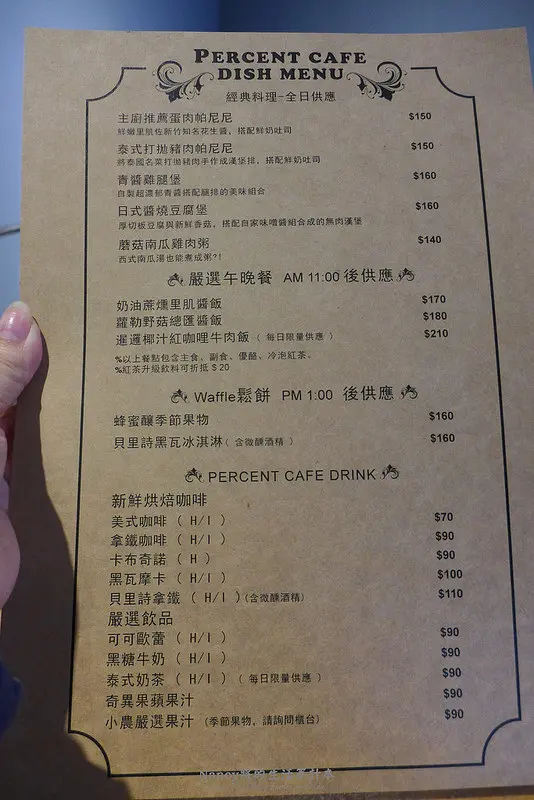 PERCENT CAFE
DISH MENU
經典料理-全日供應
主廚推薦蛋肉帕尼尼 $150
鮮嫩里肌佐新竹知名花生醬，搭配鮮奶吐司
泰式打拋豬肉帕尼尼 $150
將泰國名菜打拋豬肉手作成漢堡排，搭配鮮奶吐司
青醬雞腿堡 $160
自製超濃郁青醬搭配腿排的美味組合
日式醬燒豆腐堡 $160
厚切板豆腐與新鮮香菇，搭配自家味噌醬組合成的無肉漢堡
蘑菇南瓜雞肉粥 $140
西式南瓜湯也能煮成粥?!
嚴選午晚餐 AM 11:00 後供應
奶油蔗燻里肌醬飯 $170
蘿勒野菇總匯醬飯 $180
暹邏椰汁紅咖哩牛肉飯 ( 每日限量供應 ) $210
%以上餐點包含主食、副食、優酪、冷泡紅茶。
%紅茶升級飲料可折抵 $20
Waffle鬆餅 PM 1:00 後供應
蜂蜜釀季節果物 $160
貝里詩黑瓦冰淇淋( 含微醺酒精 ) $160
PERCENT CAFE DRINK
新鮮烘焙咖啡
美式咖啡 ( H/I ) $70
拿鐵咖啡 ( H/I ) $90
卡布奇諾 ( H ) $90
黑瓦摩卡 ( H/I ) $100
貝里詩拿鐵 ( H/I )(含微醺酒精) $110
嚴選飲品
可可歐蕾 ( H/I ) $90
黑糖牛奶 ( H/I ) $90
泰式奶茶 ( H/I ) ( 每日限量供應 ) $90
奇異果蘋果汁 $90
小農嚴選果汁 (季節果物，請詢問櫃台) $90